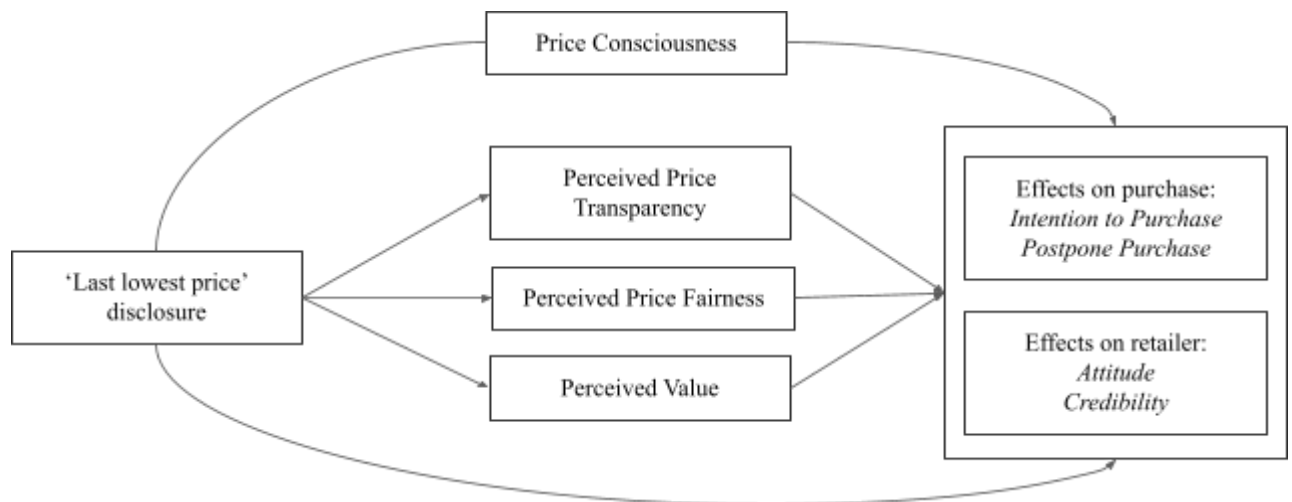 Price Consciousness
Perceived Price
Transparency
Perceived Price Fairness
Perceived Value
‘Last lowest price’
disclosure
Effects on purchase:
Intention to Purchase
Postpone Purchase
Effects on retailer:
Attitude
Credibility